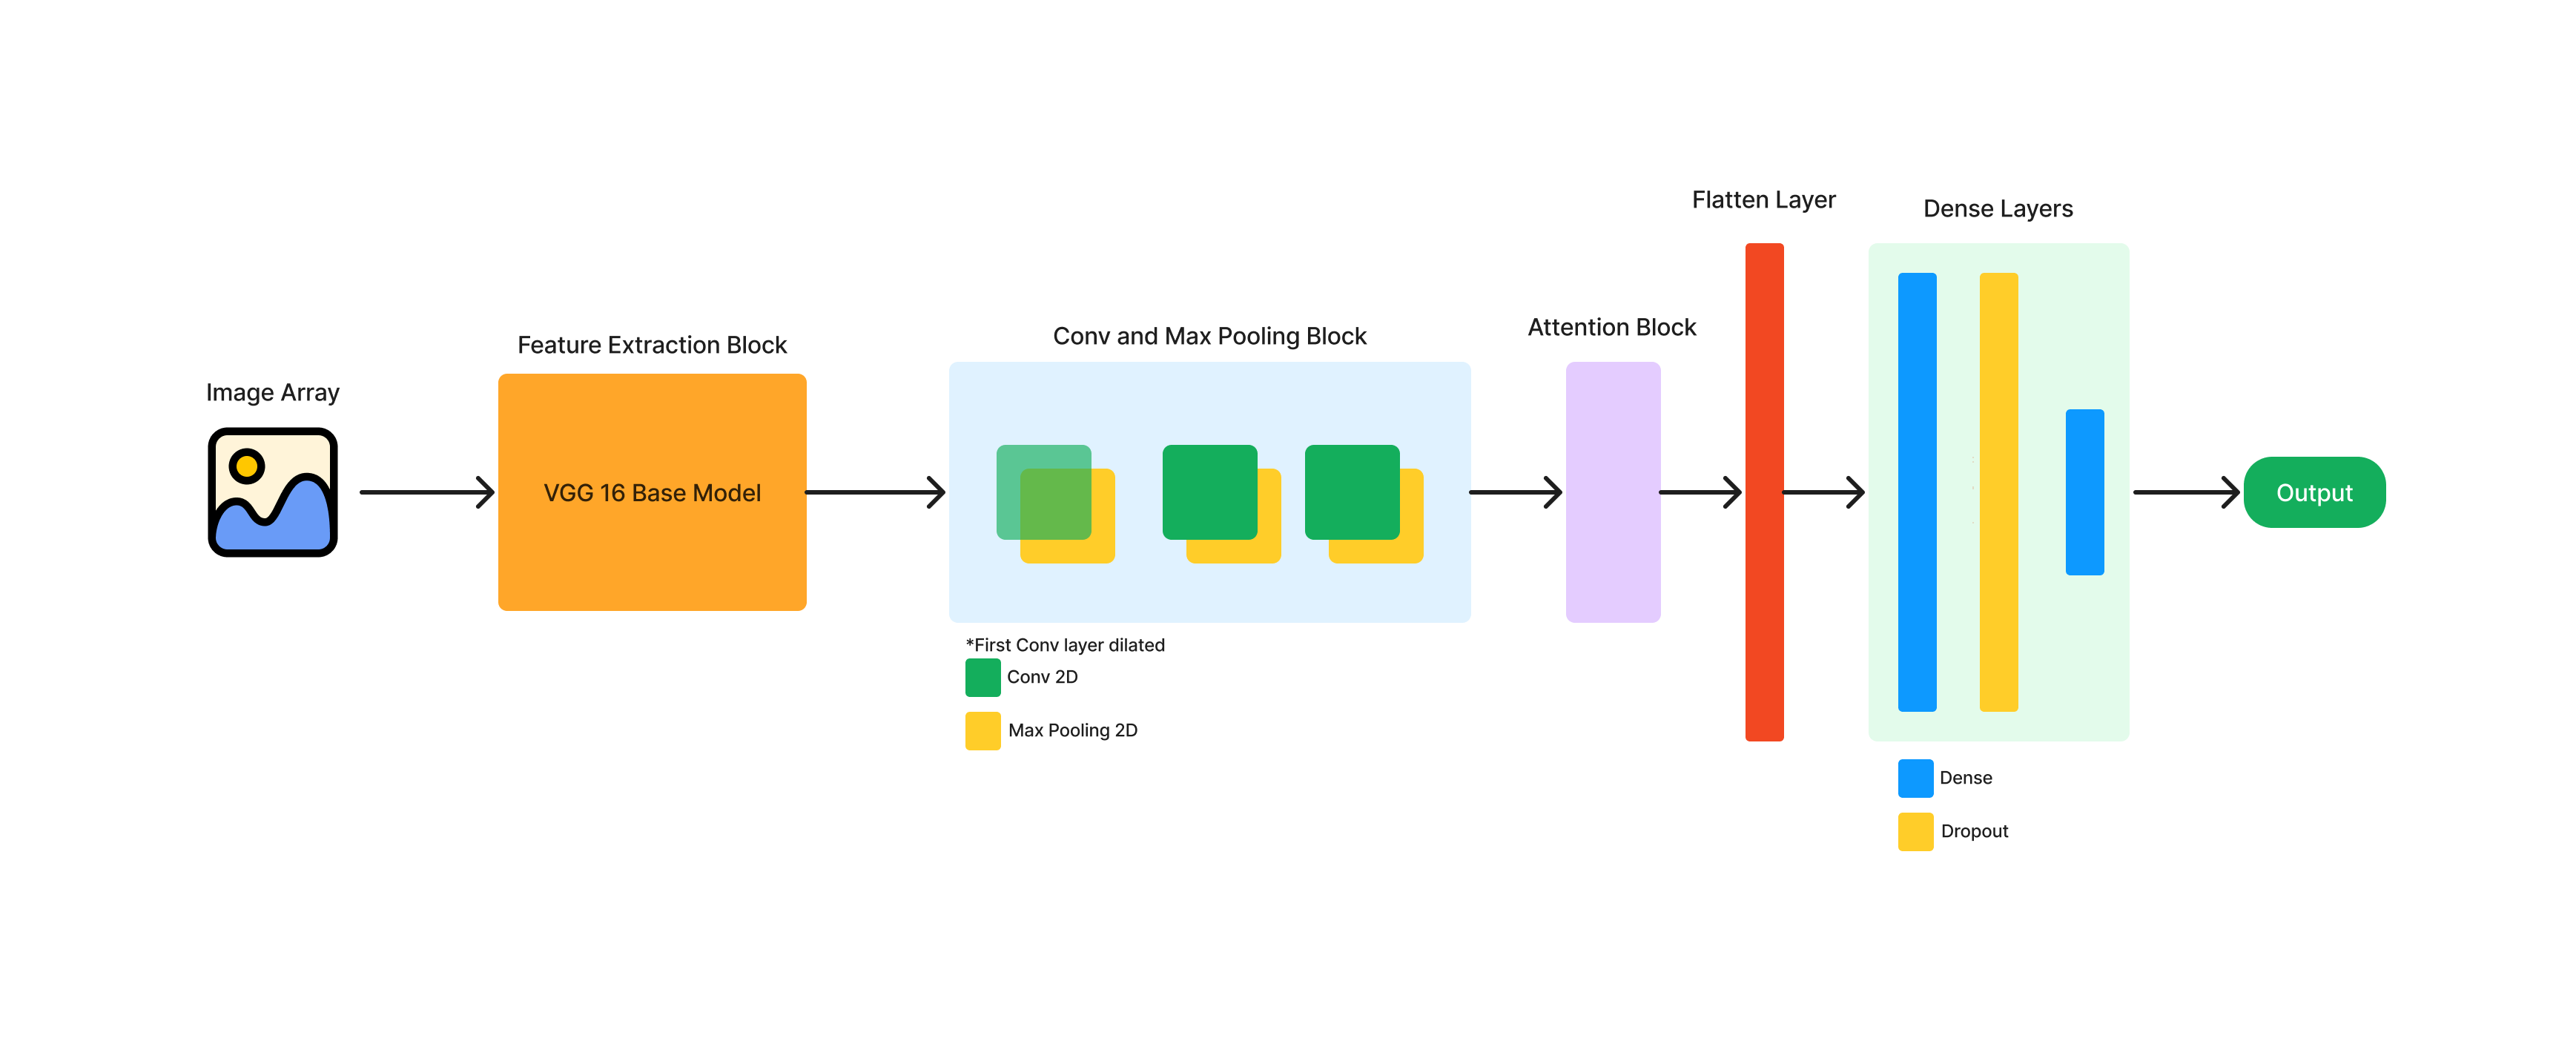 Image Array
Feature Extraction Block
VGG 16 Base Model
Conv and Max Pooling Block
*First Conv layer dilated
Conv 2D
Max Pooling 2D
Attention Block
Flatten Layer
Dense Layers
Dense
Dropout
Output